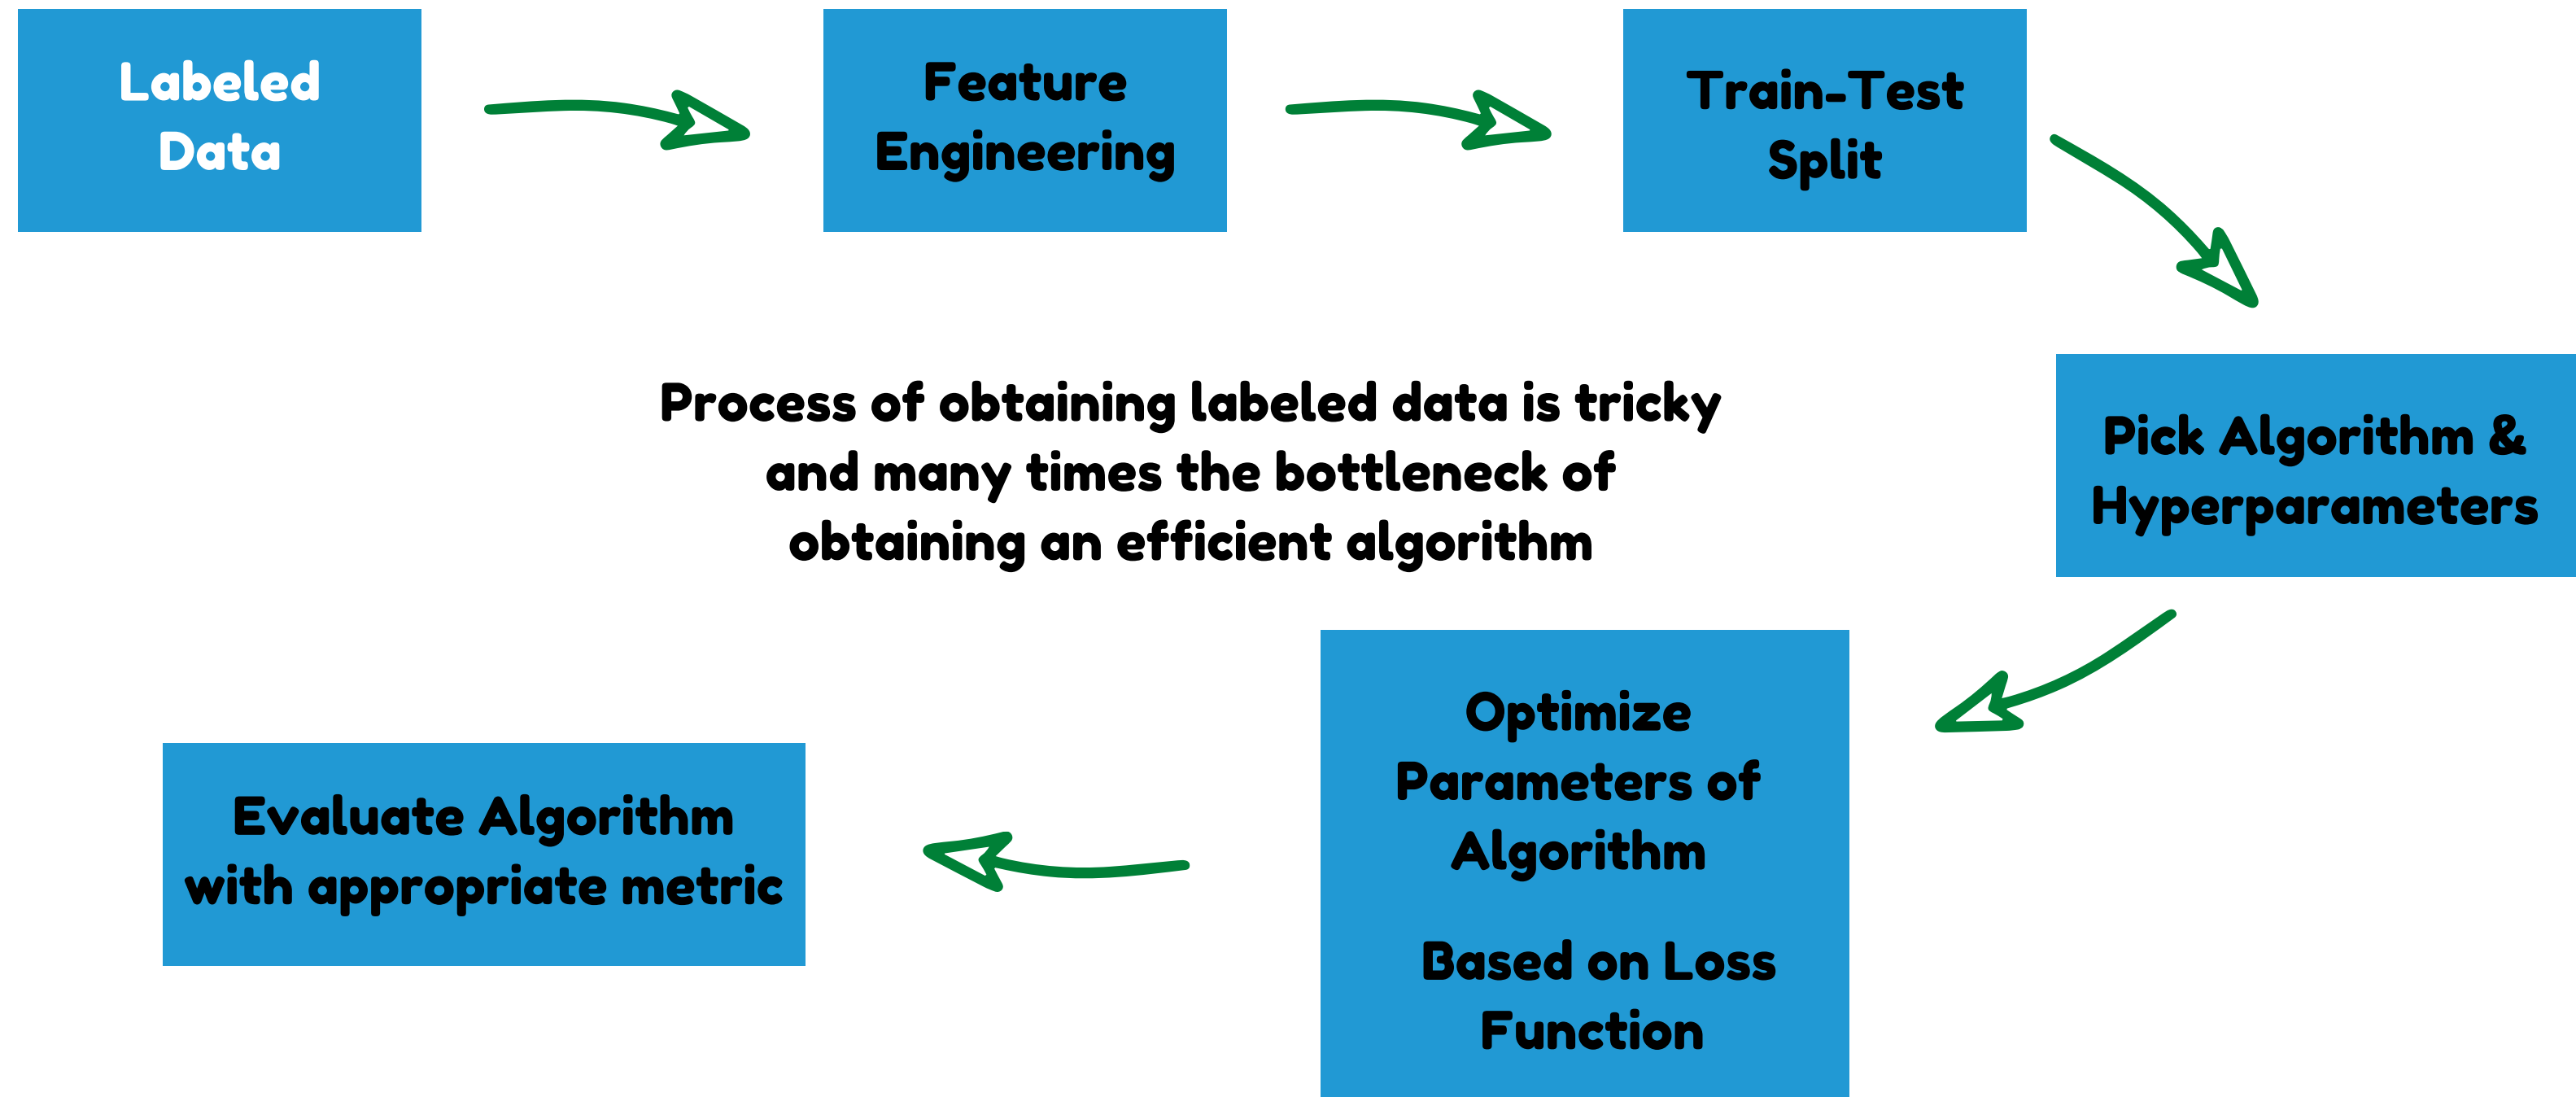 Labeled
Data
Feature
Engineering
Train-Test
Split
Process of obtaining labeled data is tricky
and many times the bottleneck of
obtaining an efficient algorithm
Pick Algorithm &
Hyperparameters
Optimize
Parameters of
Algorithm
Based on Loss
Function
Evaluate Algorithm
with appropriate metric